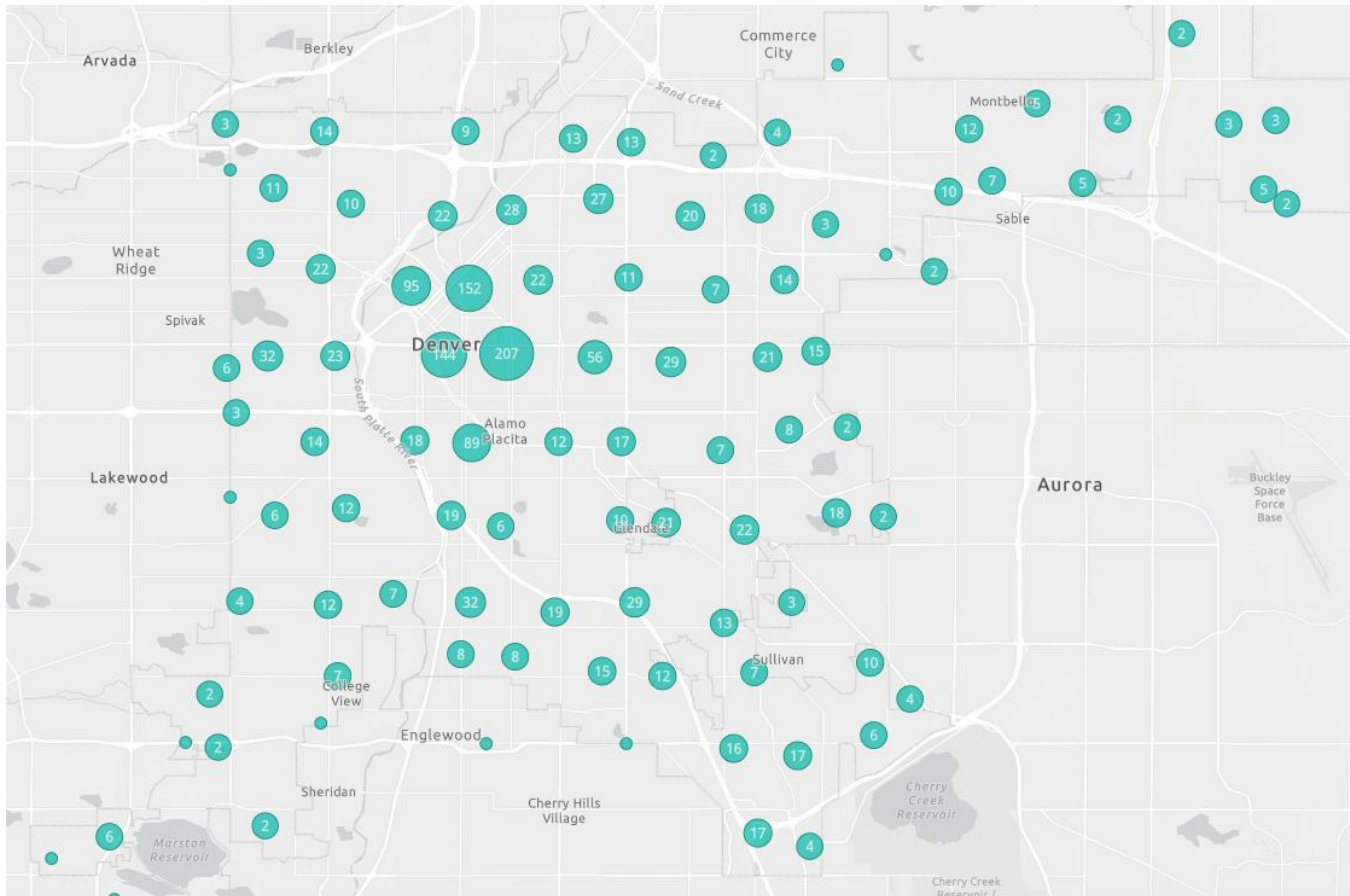 2
Commerce
City
Berkley
Arvada
Sand Creek
Montbello
5
2
3
3
3
14
9
13
13
4
12
2
11
10
10
7
5
5
2
27
28
22
20
18
3
Sable
Wheat
Ridge
3
22
95
152
22
11
7
14
2
Spivak
Denver
144
207
56
29
21
15
6
32
23
South Platte River
3
Alamo
Placita
14
18
89
12
17
7
8
2
Lakewood
Aurora
Buckley
Space
Force
Base
6
12
19
6
10
21
Glendale
22
18
2
4
12
7
32
19
29
13
3
8
8
15
12
Sullivan
7
10
7
College
View
2
4
2
Englewood
16
17
6
Sheridan
Cherry Hills
Village
Cherry
Creek
Reservoir
6
2
Marston
Reservoir
17
4
Cherry Creek
Reservoir /